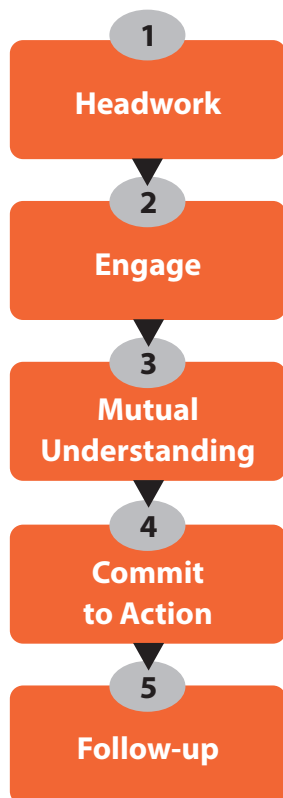 1
Headwork
2
Engage
3
Mutual
Understanding
4
Commit
to Action
5
Follow-up